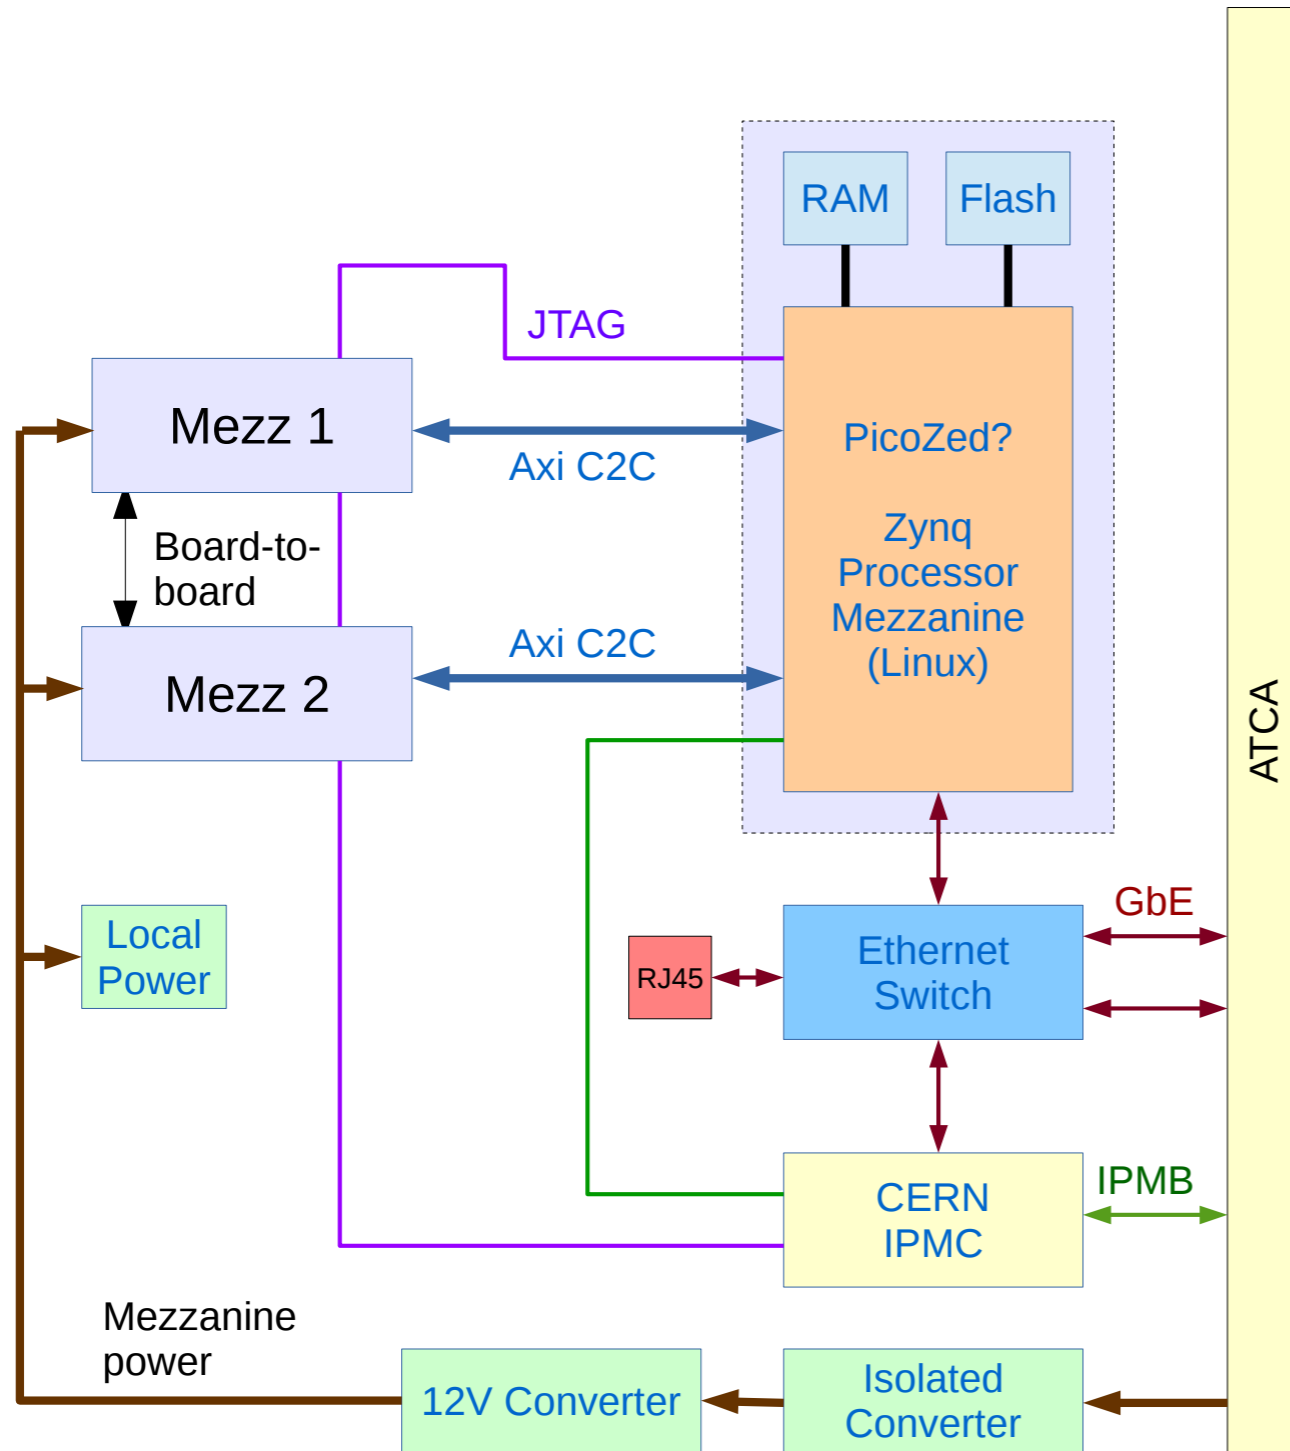 RAM
Flash
JTAG
Mezz 1
PicoZed?
Axi C2C
Zynq
Processor
Mezzanine
(Linux)
Board-to-
board
Axi C2C
Mezz 2
ATCA
Local
Power
GbE
Ethernet
Switch
RJ45
IPMB
CERN
IPMC
Mezzanine
power
12V Converter
Isolated
Converter